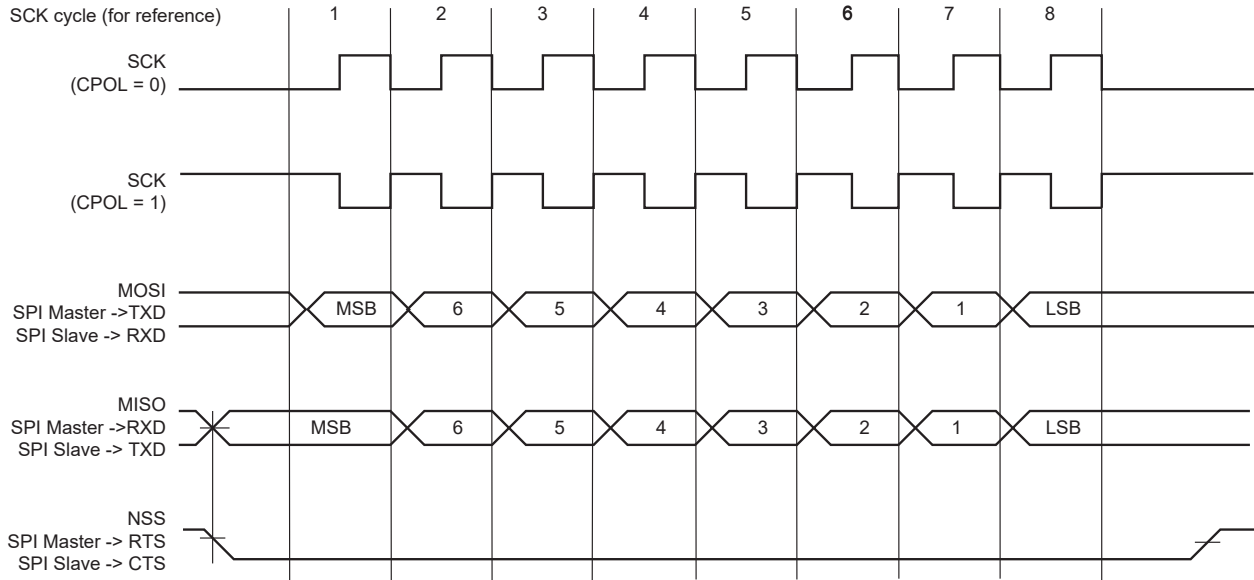 SCK cycle (for reference) 1 2 3 4 5 6 7 8
SCK
(CPOL = 0)
SCK
(CPOL = 1)
MOSI
SPI Master ->TXD
SPI Slave -> RXD
MSB 6 5 4 3 2 1 LSB
MISO
SPI Master ->RXD
SPI Slave -> TXD
MSB 6 5 4 3 2 1 LSB
NSS
SPI Master -> RTS
SPI Slave -> CTS